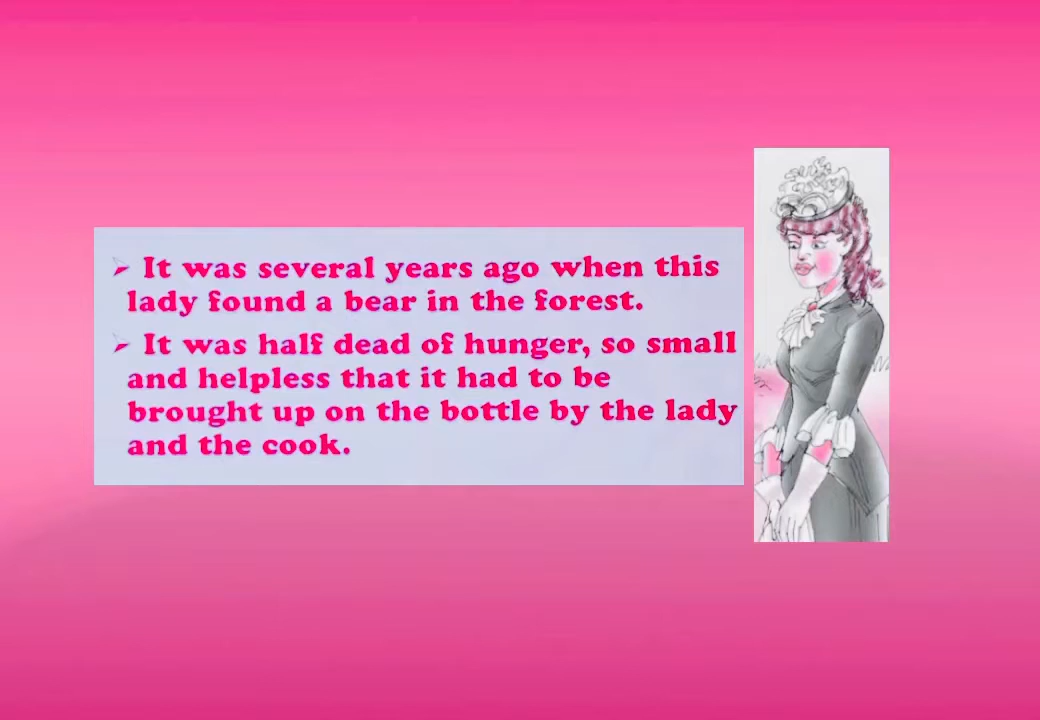 ➢ It was several years ago when this
lady found a bear in the forest.
➢ It was half dead of hunger, so small
and helpless that it had to be
brought up on the bottle by the lady
and the cook.